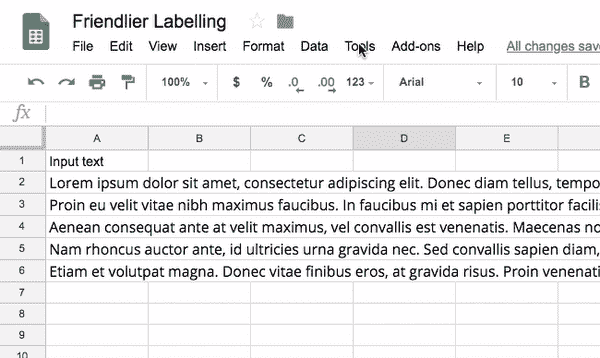 Friendlier Labelling
File Edit View Insert Format Data Tools Add-ons Help All changes save
100% $ % .0 .00 123 Arial 10 B
fx
A B C D E
1 Input text
2 Lorem ipsum dolor sit amet, consectetur adipiscing elit. Donec diam tellus, tempo
3 Proin eu velit vitae nibh maximus faucibus. In faucibus mi et sapien porttitor facilis
4 Aenean consequat ante at velit maximus, vel convallis est venenatis. Maecenas no
5 Nam rhoncus auctor ante, id ultricies urna gravida nec. Sed convallis sapien diam,
6 Etiam et volutpat magna. Donec vitae finibus eros, at gravida risus. Proin venenati
7
8
9
10